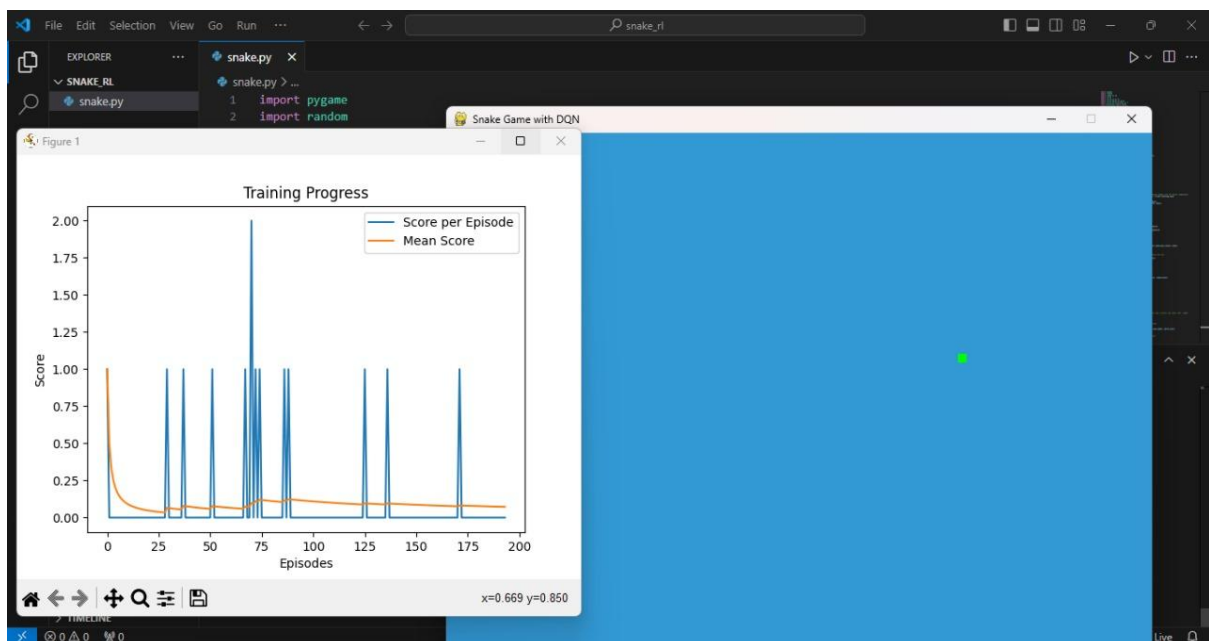 File Edit Selection View Go Run ··· snake_rl
EXPLORER ··· snake.py
SNAKE_RL
snake.py
snake.py > ...
1 import pygame
2 import random
Snake Game with DQN
Figure 1
Training Progress
Score per Episode
Mean Score
2.00
1.75
1.50
1.25
1.00
0.75
0.50
0.25
0.00
Score
0 25 50 75 100 125 150 175 200
Episodes
x=0.669 y=0.850
TIMELINE
0 0 0
Live